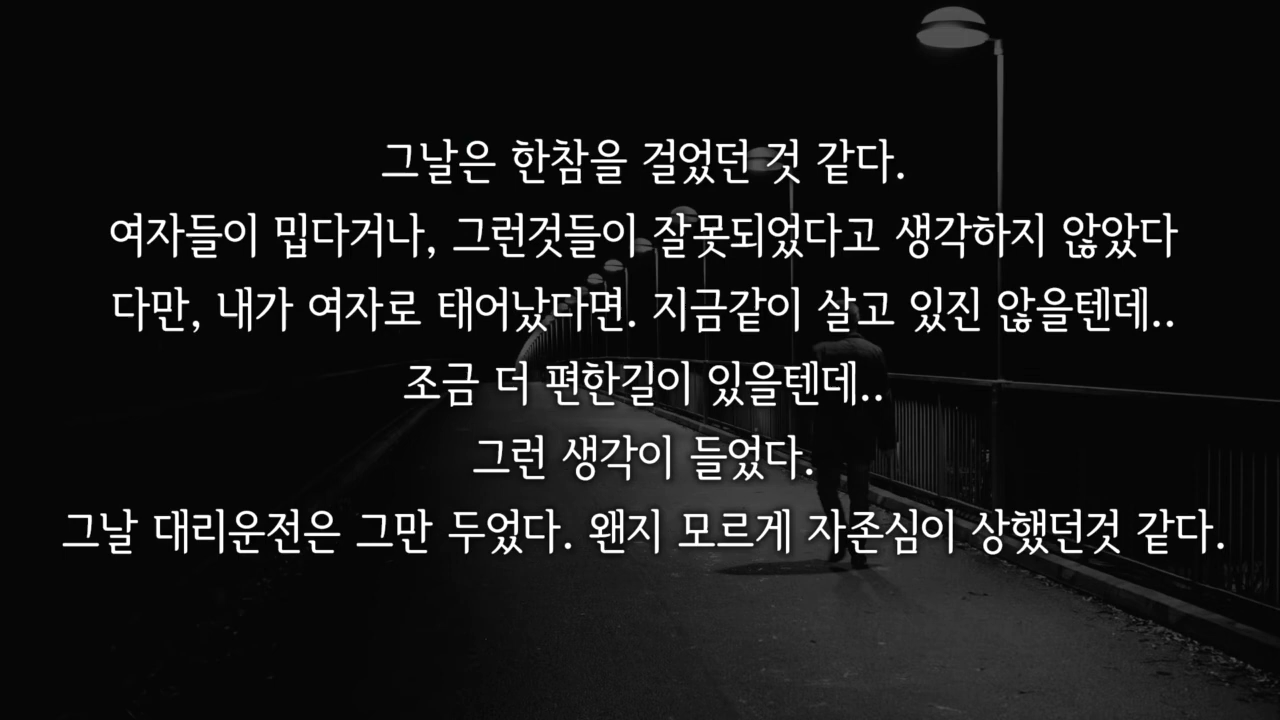 그날은 한참을 걸었던 것 같다.
여자들이 밉다거나, 그런것들이 잘못되었다고 생각하지 않았다
다만, 내가 여자로 태어났다면. 지금같이 살고 있진 않을텐데..
조금 더 편한길이 있을텐데..
그런 생각이 들었다.
그날 대리운전은 그만 두었다. 왠지 모르게 자존심이 상했던것 같다.